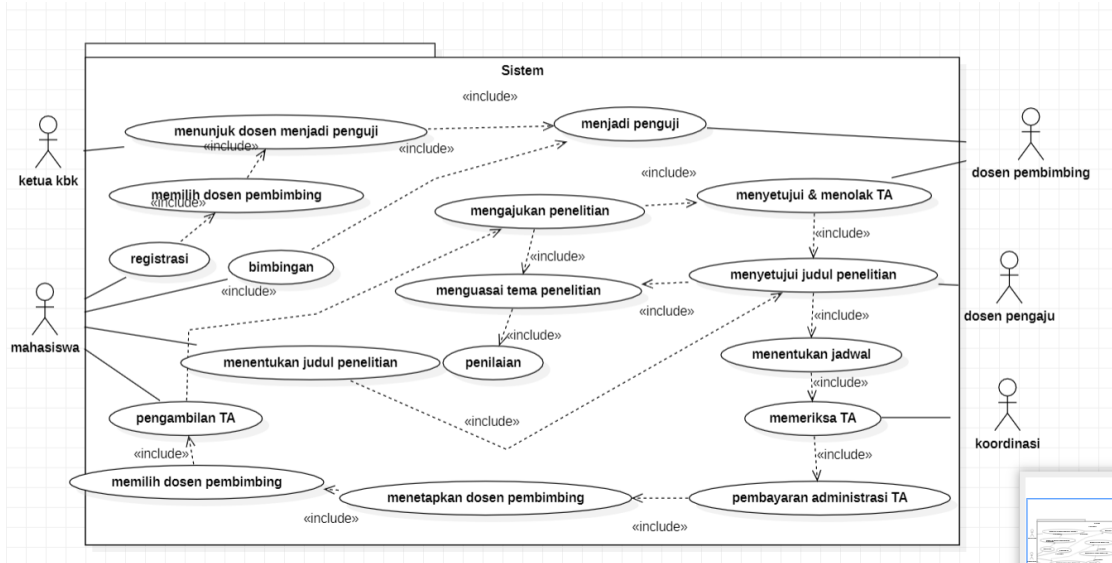 Sistem
«include»
menunjuk dosen menjadi penguji
menjadi penguji
«include»
«include»
ketua kbk
dosen pembimbing
«include»
memilih dosen pembimbing
«include»
menyetujui & menolak TA
mengajukan penelitian
«include»
registrasi
bimbingan
«include»
menyetujui judul penelitian
«include»
menguasai tema penelitian
«include»
«include»
dosen pengaju
mahasiswa
«include»
menentukan judul penelitian
penilaian
menentukan jadwal
«include»
pengambilan TA
«include»
memeriksa TA
koordinasi
«include»
«include»
memilih dosen pembimbing
menetapkan dosen pembimbing
pembayaran administrasi TA
«include»
«include»